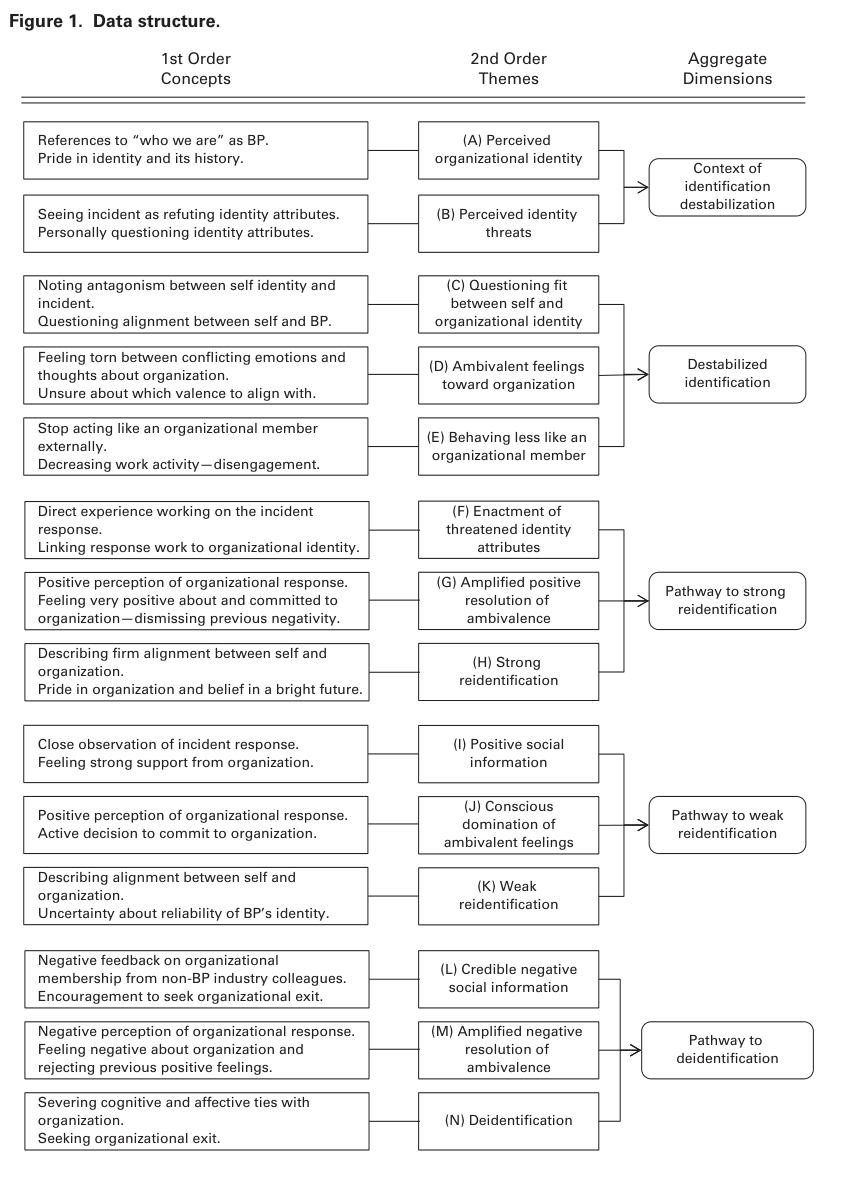 Figure 1. Data structure.
1st Order
Concepts
2nd Order
Themes
Aggregate
Dimensions
References to “who we are” as BP.
Pride in identity and its history.
(A) Perceived
organizational identity
Seeing incident as refuting identity attributes.
Personally questioning identity attributes.
(B) Perceived identity
threats
Context of
identification
destabilization
Noting antagonism between self identity and
incident.
Questioning alignment between self and BP.
(C) Questioning fit
between self and
organizational identity
Feeling torn between conflicting emotions and
thoughts about organization.
Unsure about which valence to align with.
(D) Ambivalent feelings
toward organization
Stop acting like an organizational member
externally.
Decreasing work activity—disengagement.
(E) Behaving less like an
organizational member
Destabilized
identification
Direct experience working on the incident
response.
Linking response work to organizational identity.
(F) Enactment of
threatened identity
attributes
Positive perception of organizational response.
Feeling very positive about and committed to
organization—dismissing previous negativity.
(G) Amplified positive
resolution of
ambivalence
Describing firm alignment between self and
organization.
Pride in organization and belief in a bright future.
(H) Strong
reidentification
Pathway to strong
reidentification
Close observation of incident response.
Feeling strong support from organization.
(I) Positive social
information
Positive perception of organizational response.
Active decision to commit to organization.
(J) Conscious
domination of
ambivalent feelings
Describing alignment between self and
organization.
Uncertainty about reliability of BP’s identity.
(K) Weak
reidentification
Pathway to weak
reidentification
Negative feedback on organizational
membership from non-BP industry colleagues.
Encouragement to seek organizational exit.
(L) Credible negative
social information
Negative perception of organizational response.
Feeling negative about organization and
rejecting previous positive feelings.
(M) Amplified negative
resolution of
ambivalence
Severing cognitive and affective ties with
organization.
Seeking organizational exit.
(N) Deidentification
Pathway to
deidentification